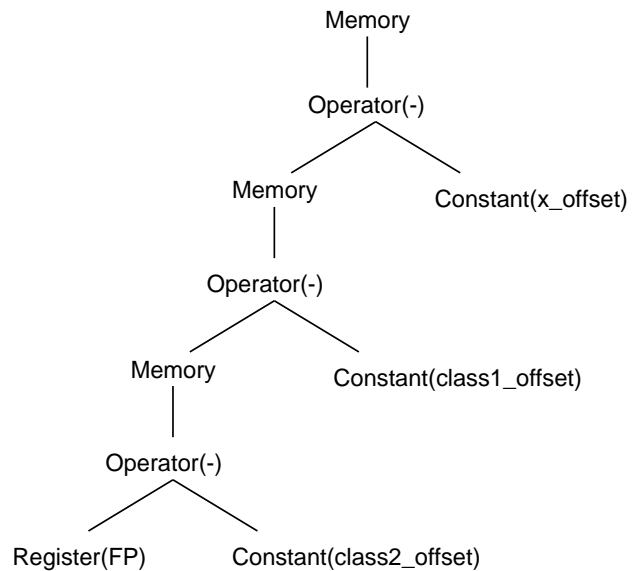 Memory
Operator(-)
Memory
Constant(x_offset)
Operator(-)
Memory
Constant(class1_offset)
Operator(-)
Register(FP)
Constant(class2_offset)